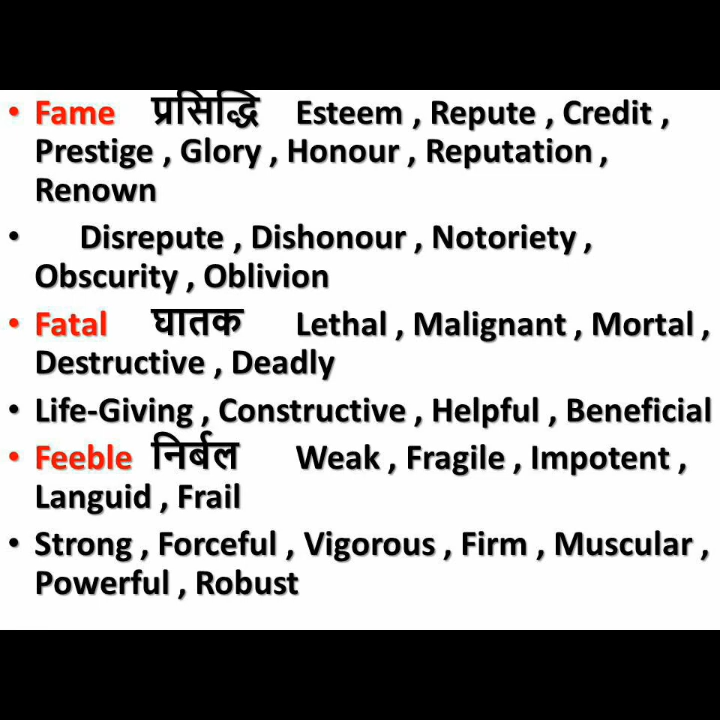 • Fame प्रसिद्धि Esteem , Repute , Credit ,
Prestige , Glory , Honour , Reputation ,
Renown
• Disrepute , Dishonour , Notoriety ,
Obscurity , Oblivion
• Fatal घातक Lethal , Malignant , Mortal ,
Destructive , Deadly
• Life-Giving , Constructive , Helpful , Beneficial
• Feeble निर्बल Weak , Fragile , Impotent ,
Languid , Frail
• Strong , Forceful , Vigorous , Firm , Muscular ,
Powerful , Robust